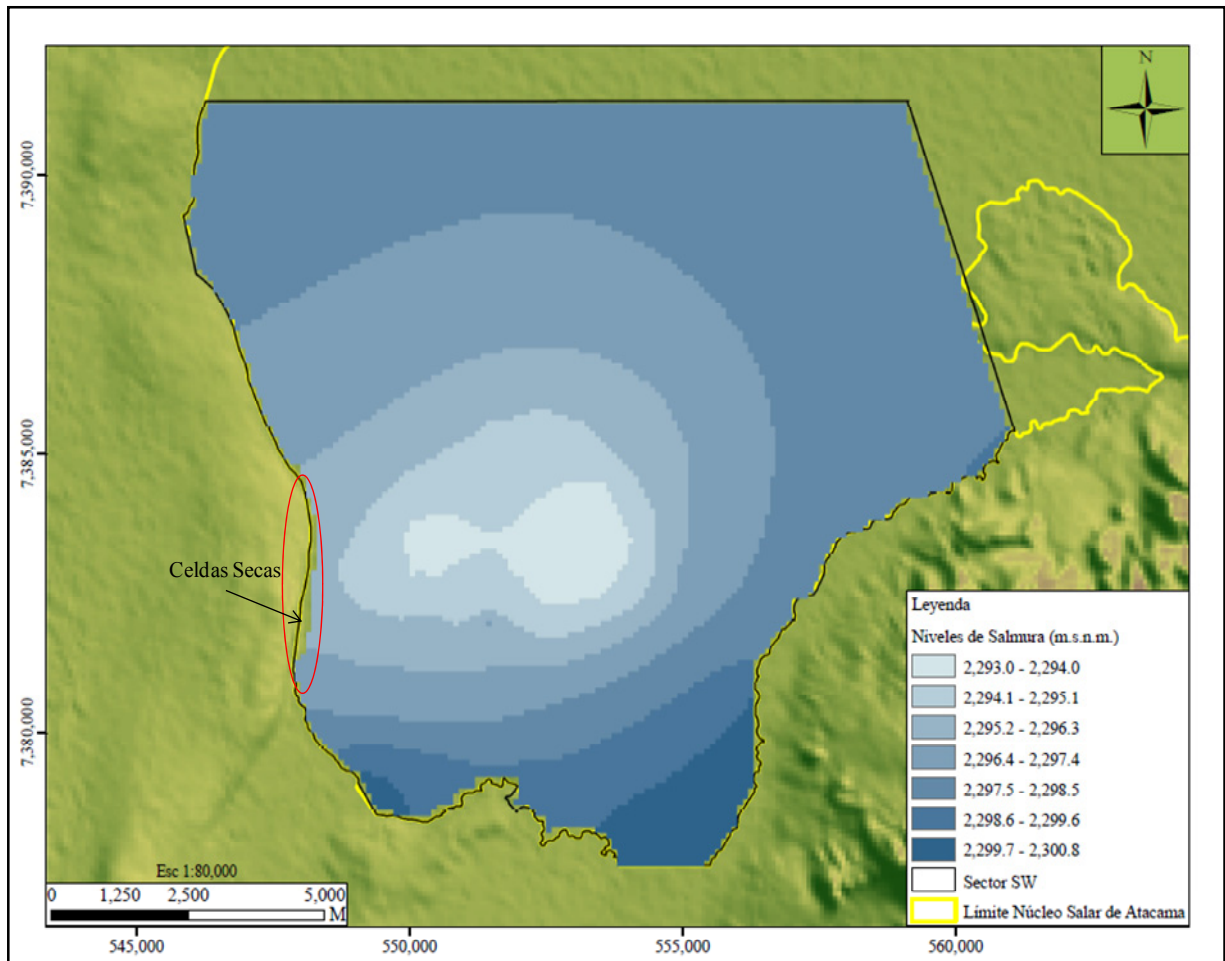 N
7,390,000
7,385,000
7,380,000
Celdas Secas
Leyenda
Niveles de Salmura (m.s.n.m.)
2,293.0 - 2,294.0
2,294.1 - 2,295.1
2,295.2 - 2,296.3
2,296.4 - 2,297.4
2,297.5 - 2,298.5
2,298.6 - 2,299.6
2,299.7 - 2,300.8
Sector SW
Límite Núcleo Salar de Atacama
Esc 1:80,000
0 1,250 2,500 5,000
M
545,000 550,000 555,000 560,000